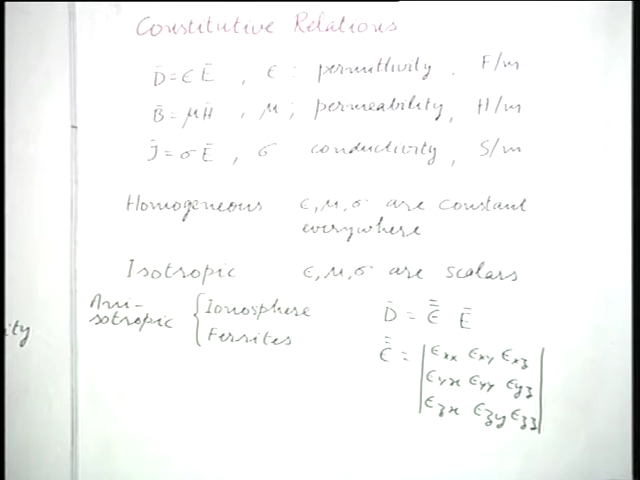 Constitutive Relations
D̄ = ϵ Ē , ϵ : permittivity . F/m
B̄ = μH̄ , μ ; permeability, H/m
J̄ = σ Ē , σ conductivity, S/m
Homogeneous ϵ, μ, σ are constant
everywhere
Isotropic ϵ, μ, σ are scalars
Ani-
sotropic { Ionosphere
Ferrites
D̄ = ϵ̿ Ē
ity
ϵ̿ = | ϵxx ϵxy ϵxz |
ϵyx ϵyy ϵyz
ϵzx ϵzy ϵzz